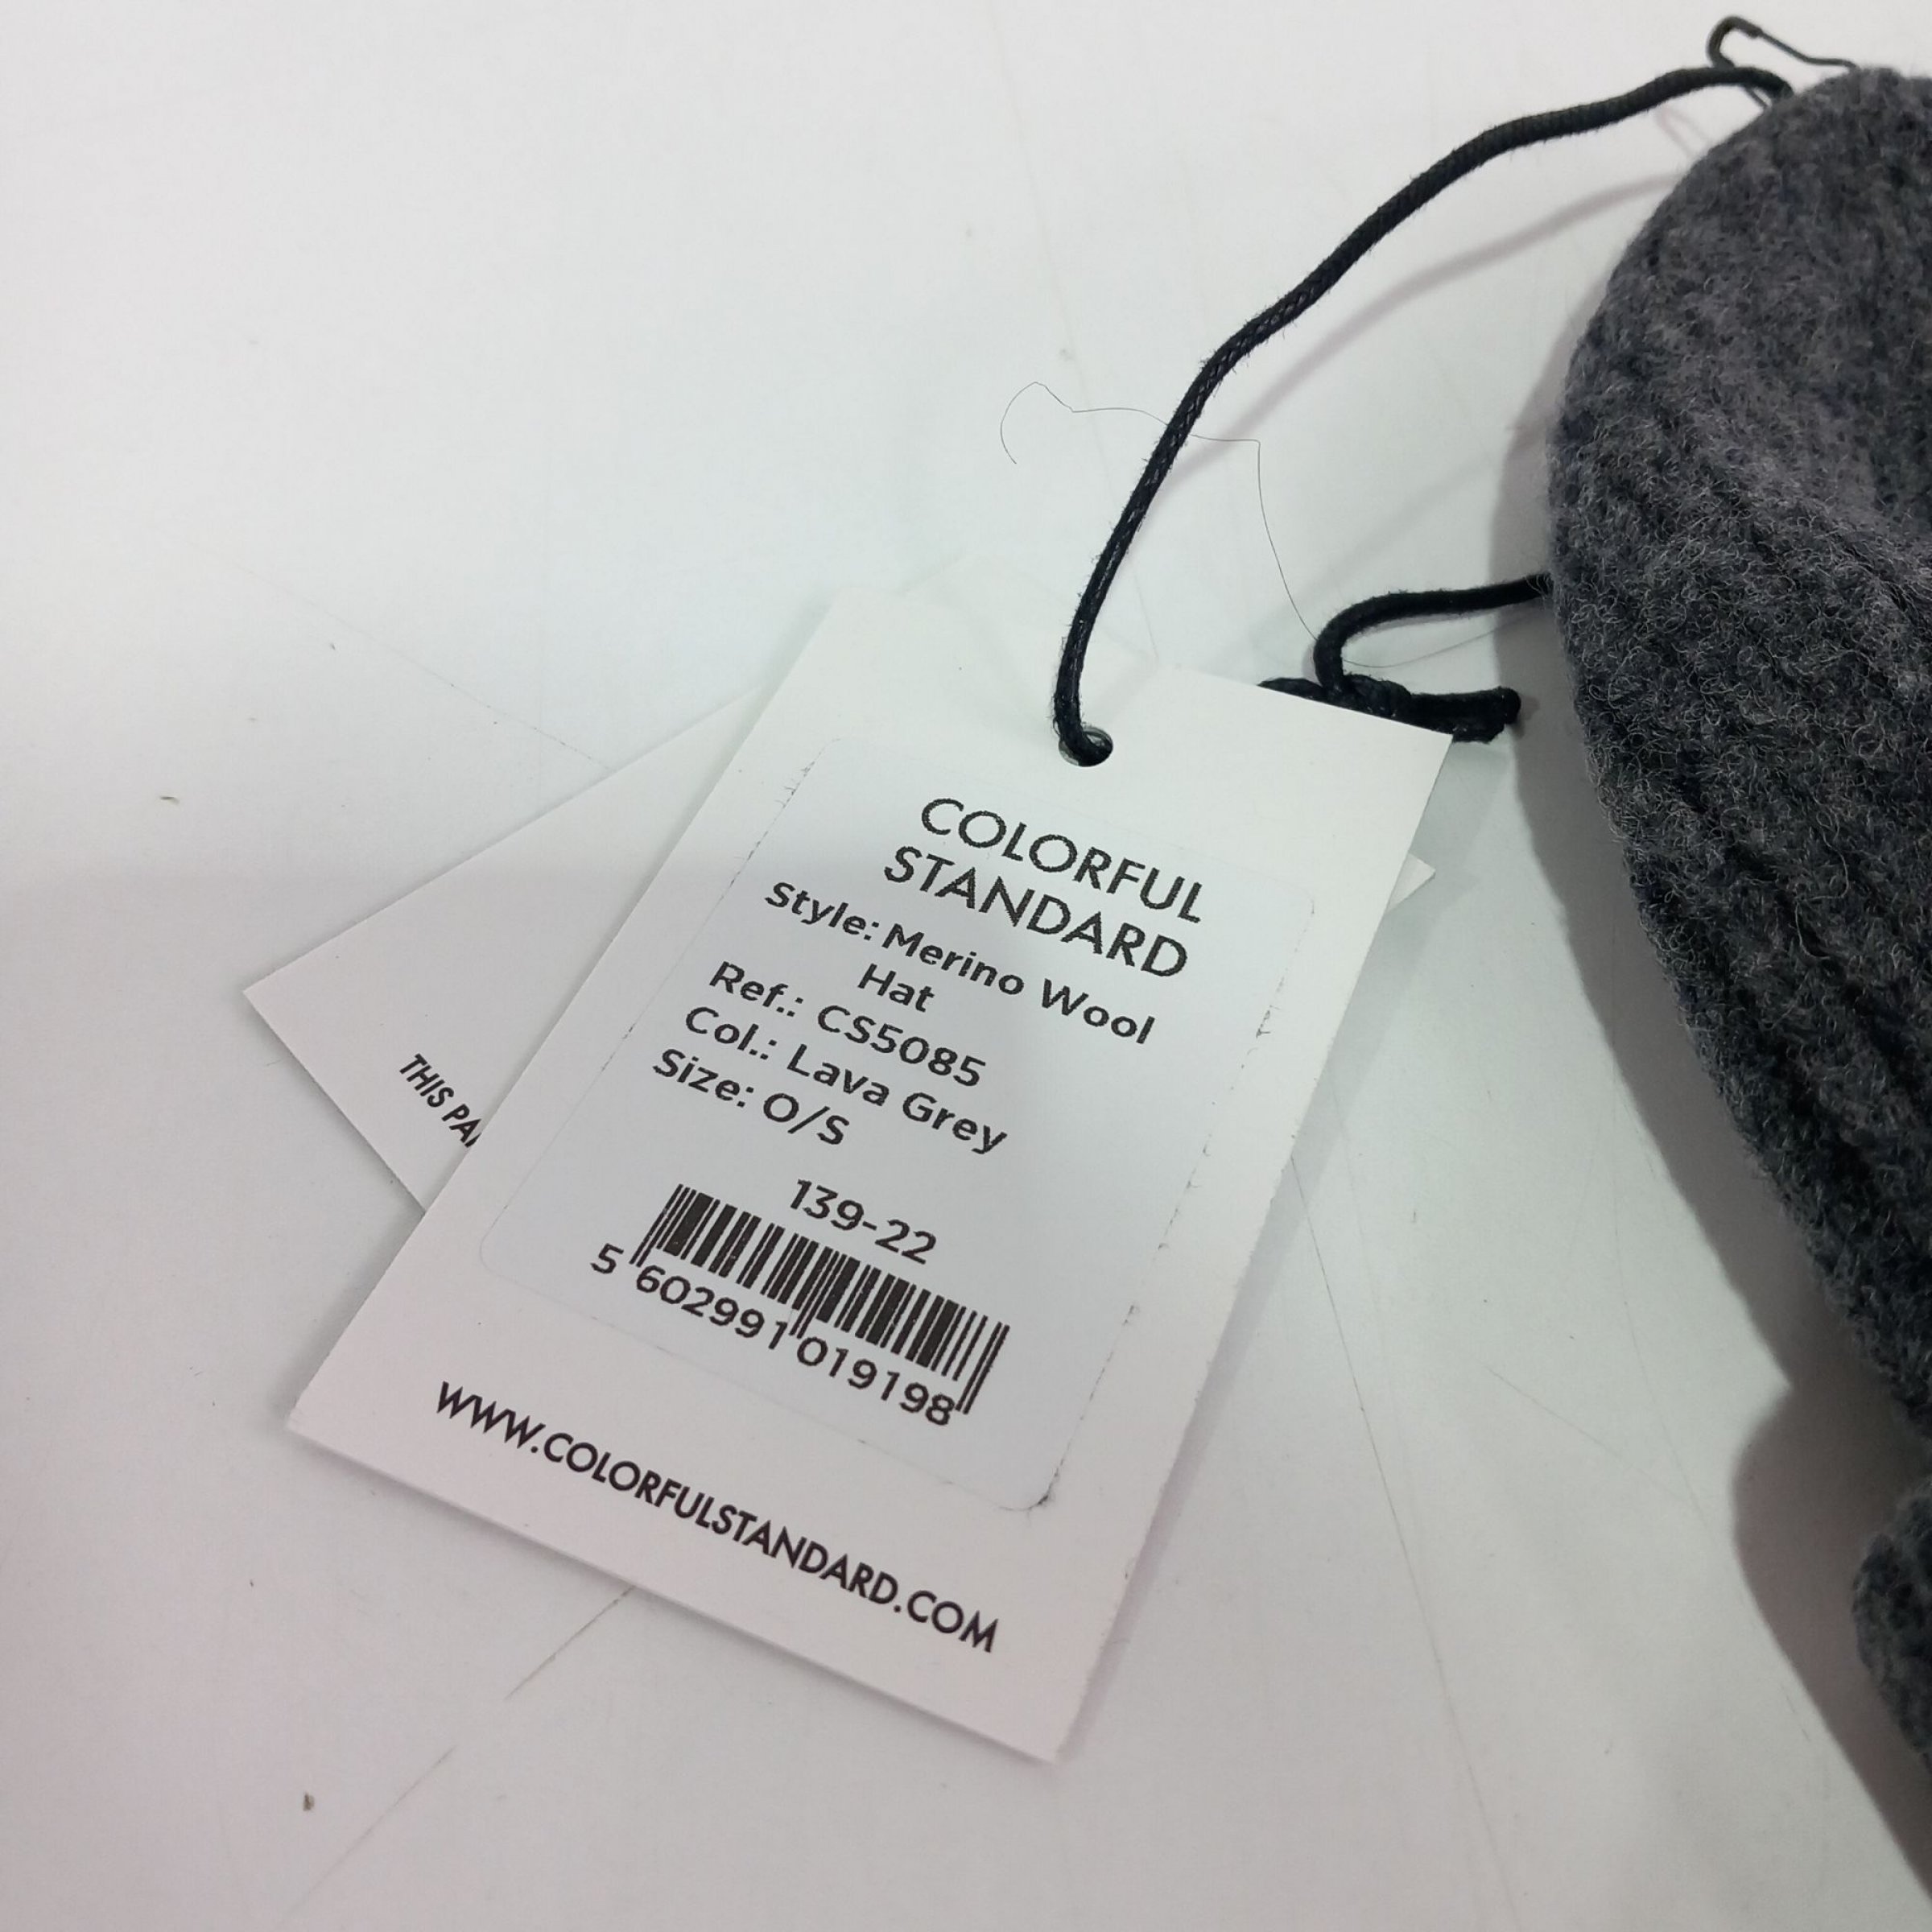 COLORFUL
STANDARD
Style: Merino Wool
Hat
Ref.: CS5085
Col.: Lava Grey
Size: O/S
139-22
5 602991 019198
WWW.COLORFULSTANDARD.COM
THIS PA